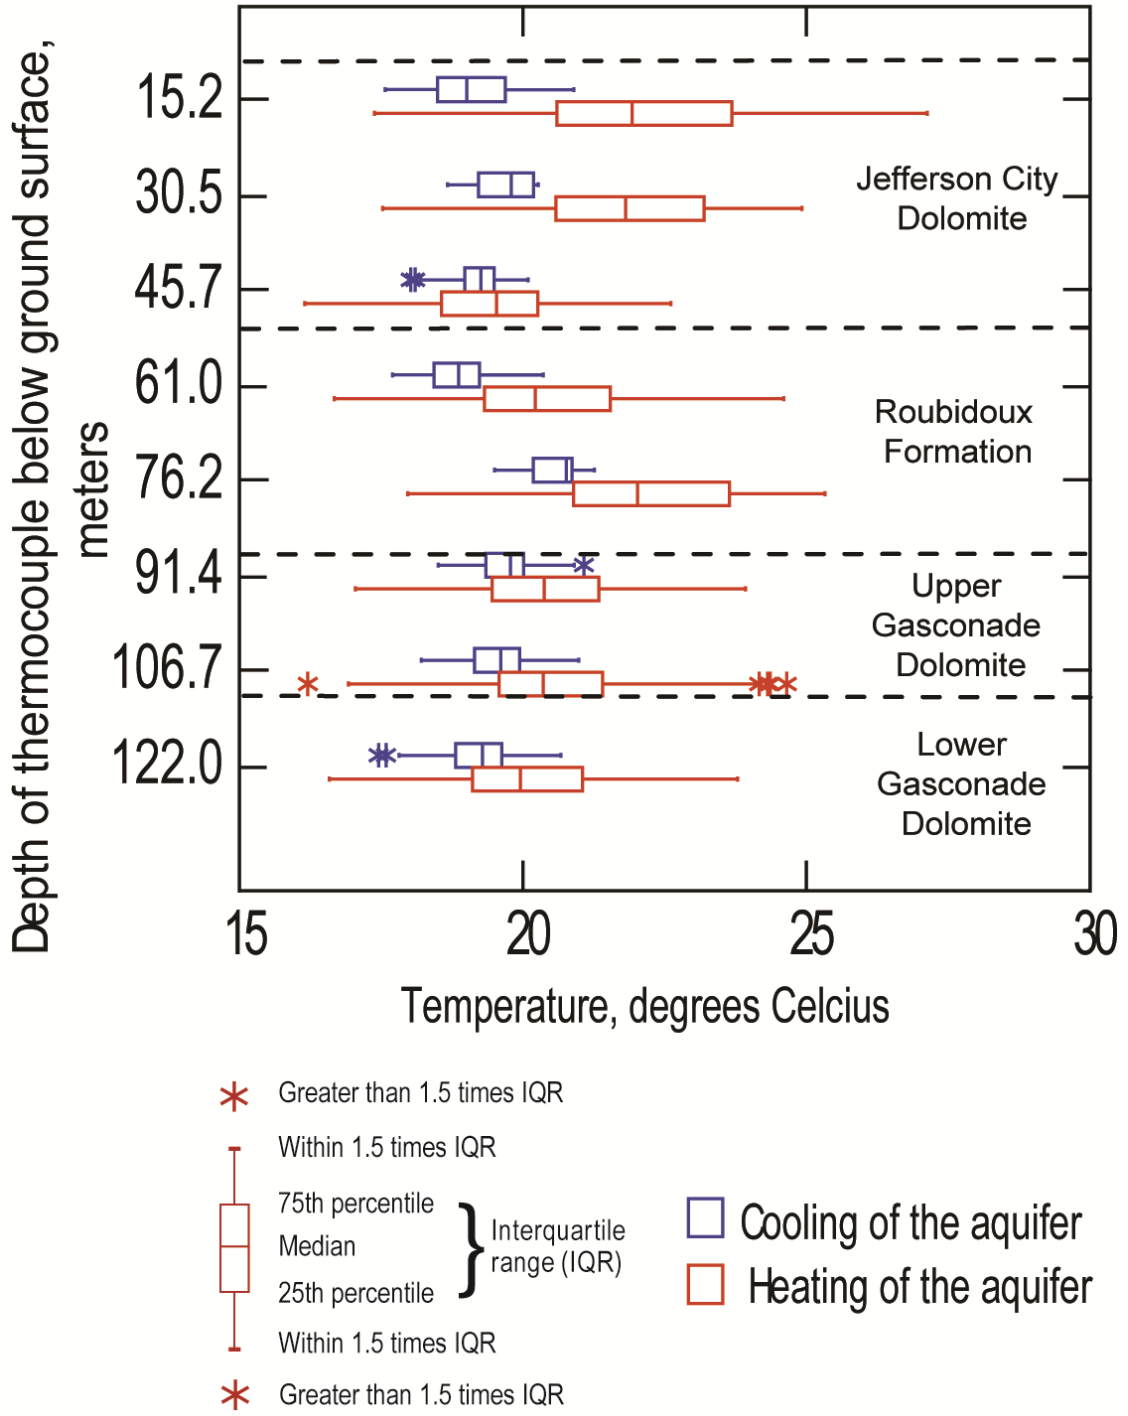 Depth of thermocouple below ground surface,
meters
15.2
30.5
45.7
61.0
76.2
91.4
106.7
122.0
Jefferson City
Dolomite
Roubidoux
Formation
Upper
Gasconade
Dolomite
Lower
Gasconade
Dolomite
15 20 25 30
Temperature, degrees Celcius
Greater than 1.5 times IQR
Within 1.5 times IQR
75th percentile
Median
25th percentile
Within 1.5 times IQR
Greater than 1.5 times IQR
Interquartile
range (IQR)
Cooling of the aquifer
Heating of the aquifer